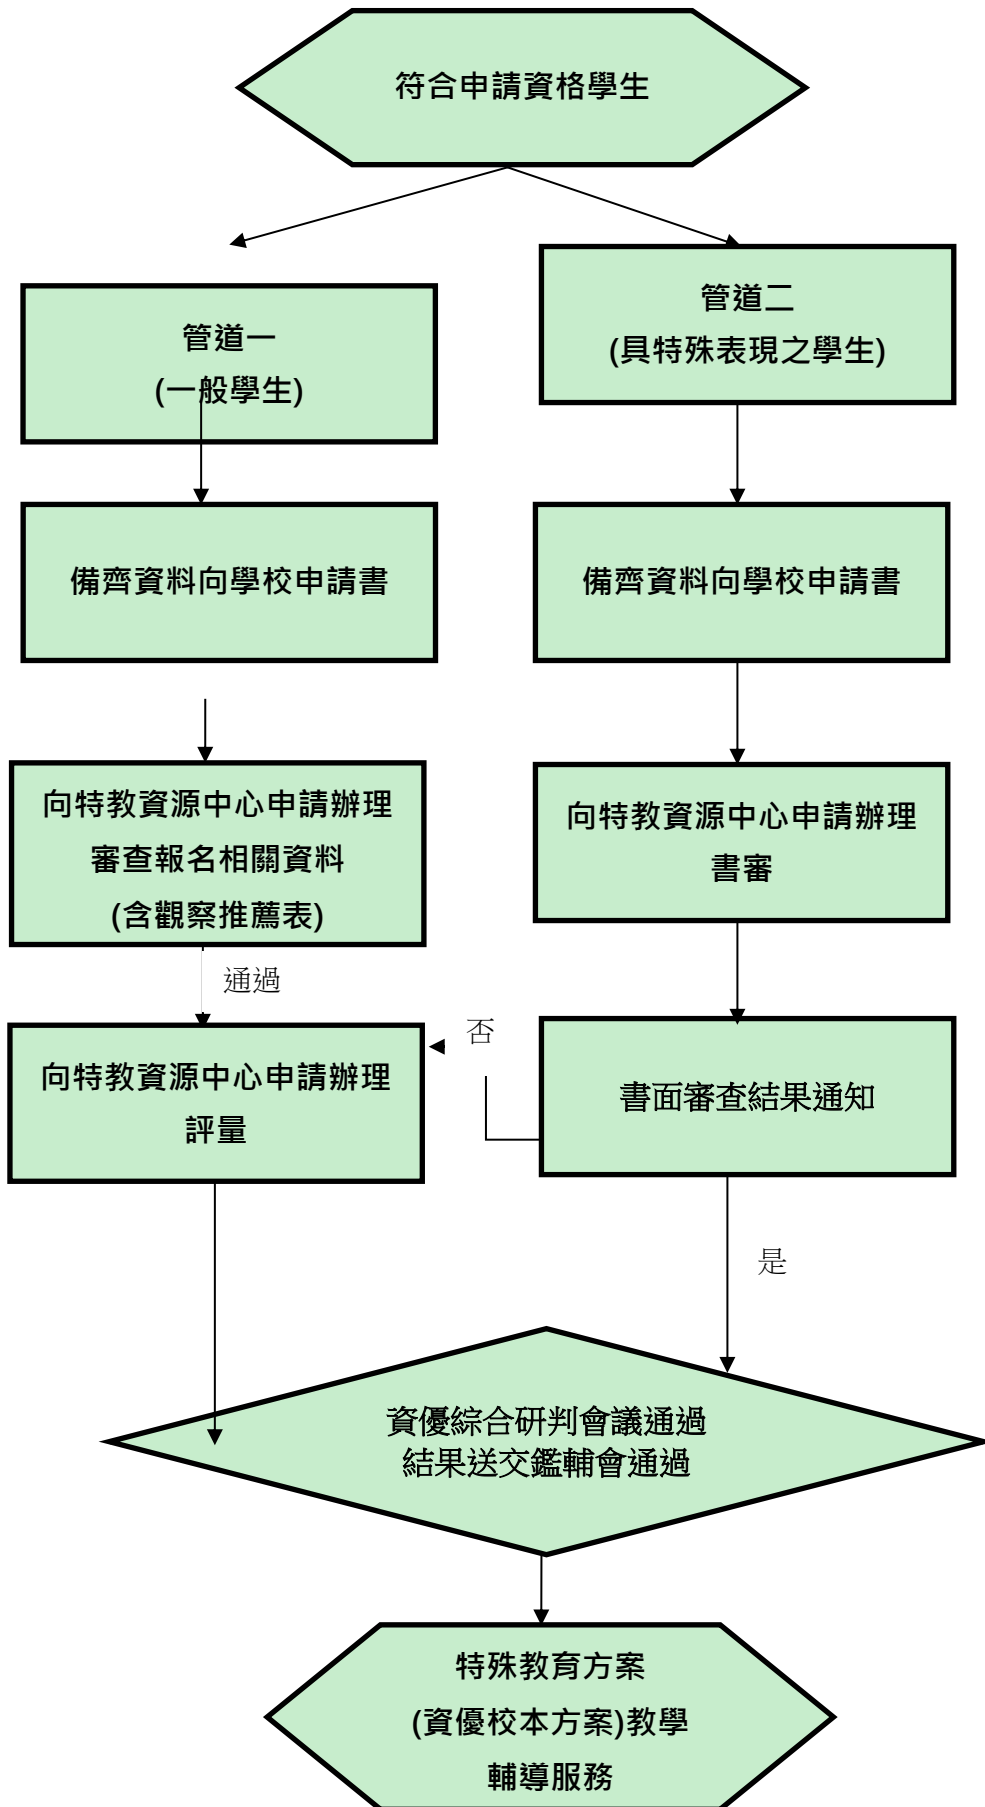 符合申請資格學生
管道一
(一般學生)
管道二
(具特殊表現之學生)
備齊資料向學校申請書
備齊資料向學校申請書
向特教資源中心申請辦理
審查報名相關資料
(含觀察推薦表)
向特教資源中心申請辦理
書審
通過
否
向特教資源中心申請辦理
評量
書面審查結果通知
是
資優綜合研判會議通過
結果送交鑑輔會通過
特殊教育方案
(資優校本方案)教學
輔導服務